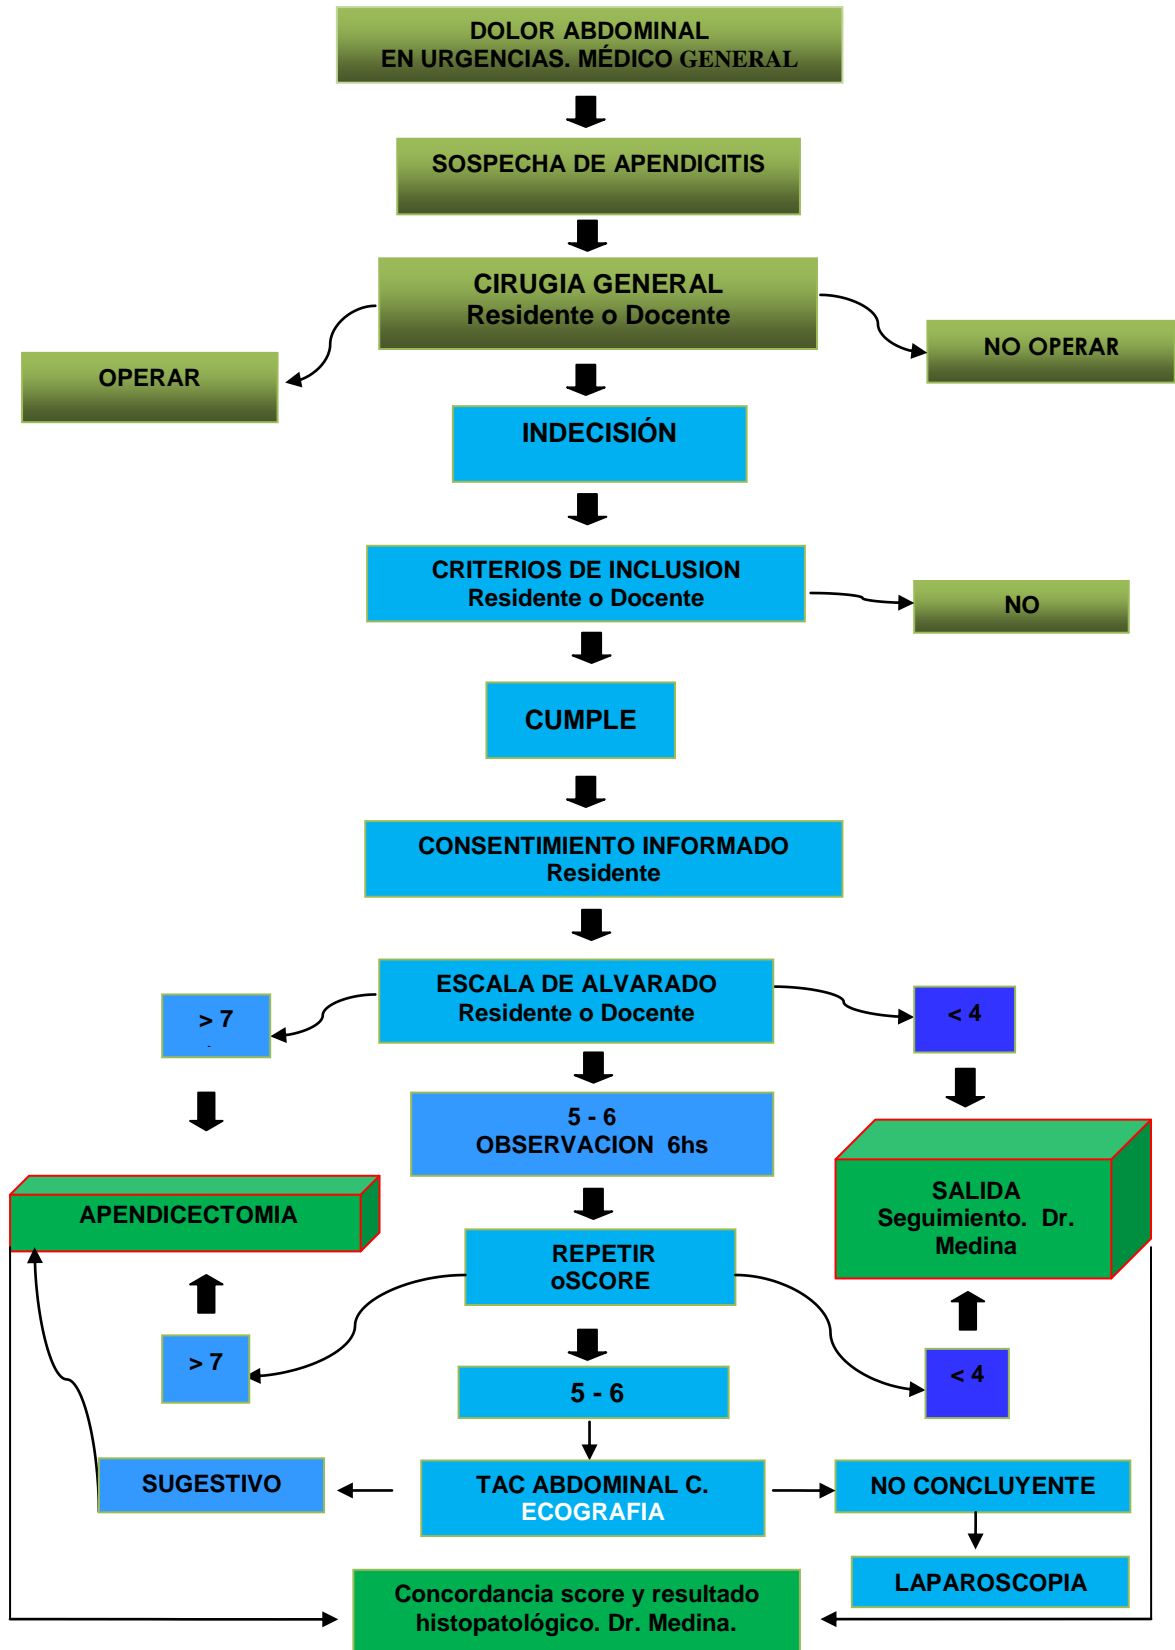 DOLOR ABDOMINAL
EN URGENCIAS. MÉDICO GENERAL
SOSPECHA DE APENDICITIS
CIRUGIA GENERAL
Residente o Docente
OPERAR
NO OPERAR
INDECISIÓN
CRITERIOS DE INCLUSION
Residente o Docente
NO
CUMPLE
CONSENTIMIENTO INFORMADO
Residente
ESCALA DE ALVARADO
Residente o Docente
> 7
< 4
5 - 6
OBSERVACION 6hs
APENDICECTOMIA
SALIDA
Seguimiento. Dr.
Medina
REPETIR
oSCORE
> 7
< 4
5 - 6
SUGESTIVO
TAC ABDOMINAL C.
ECOGRAFIA
NO CONCLUYENTE
LAPAROSCOPIA
Concordancia score y resultado
histopatológico. Dr. Medina.